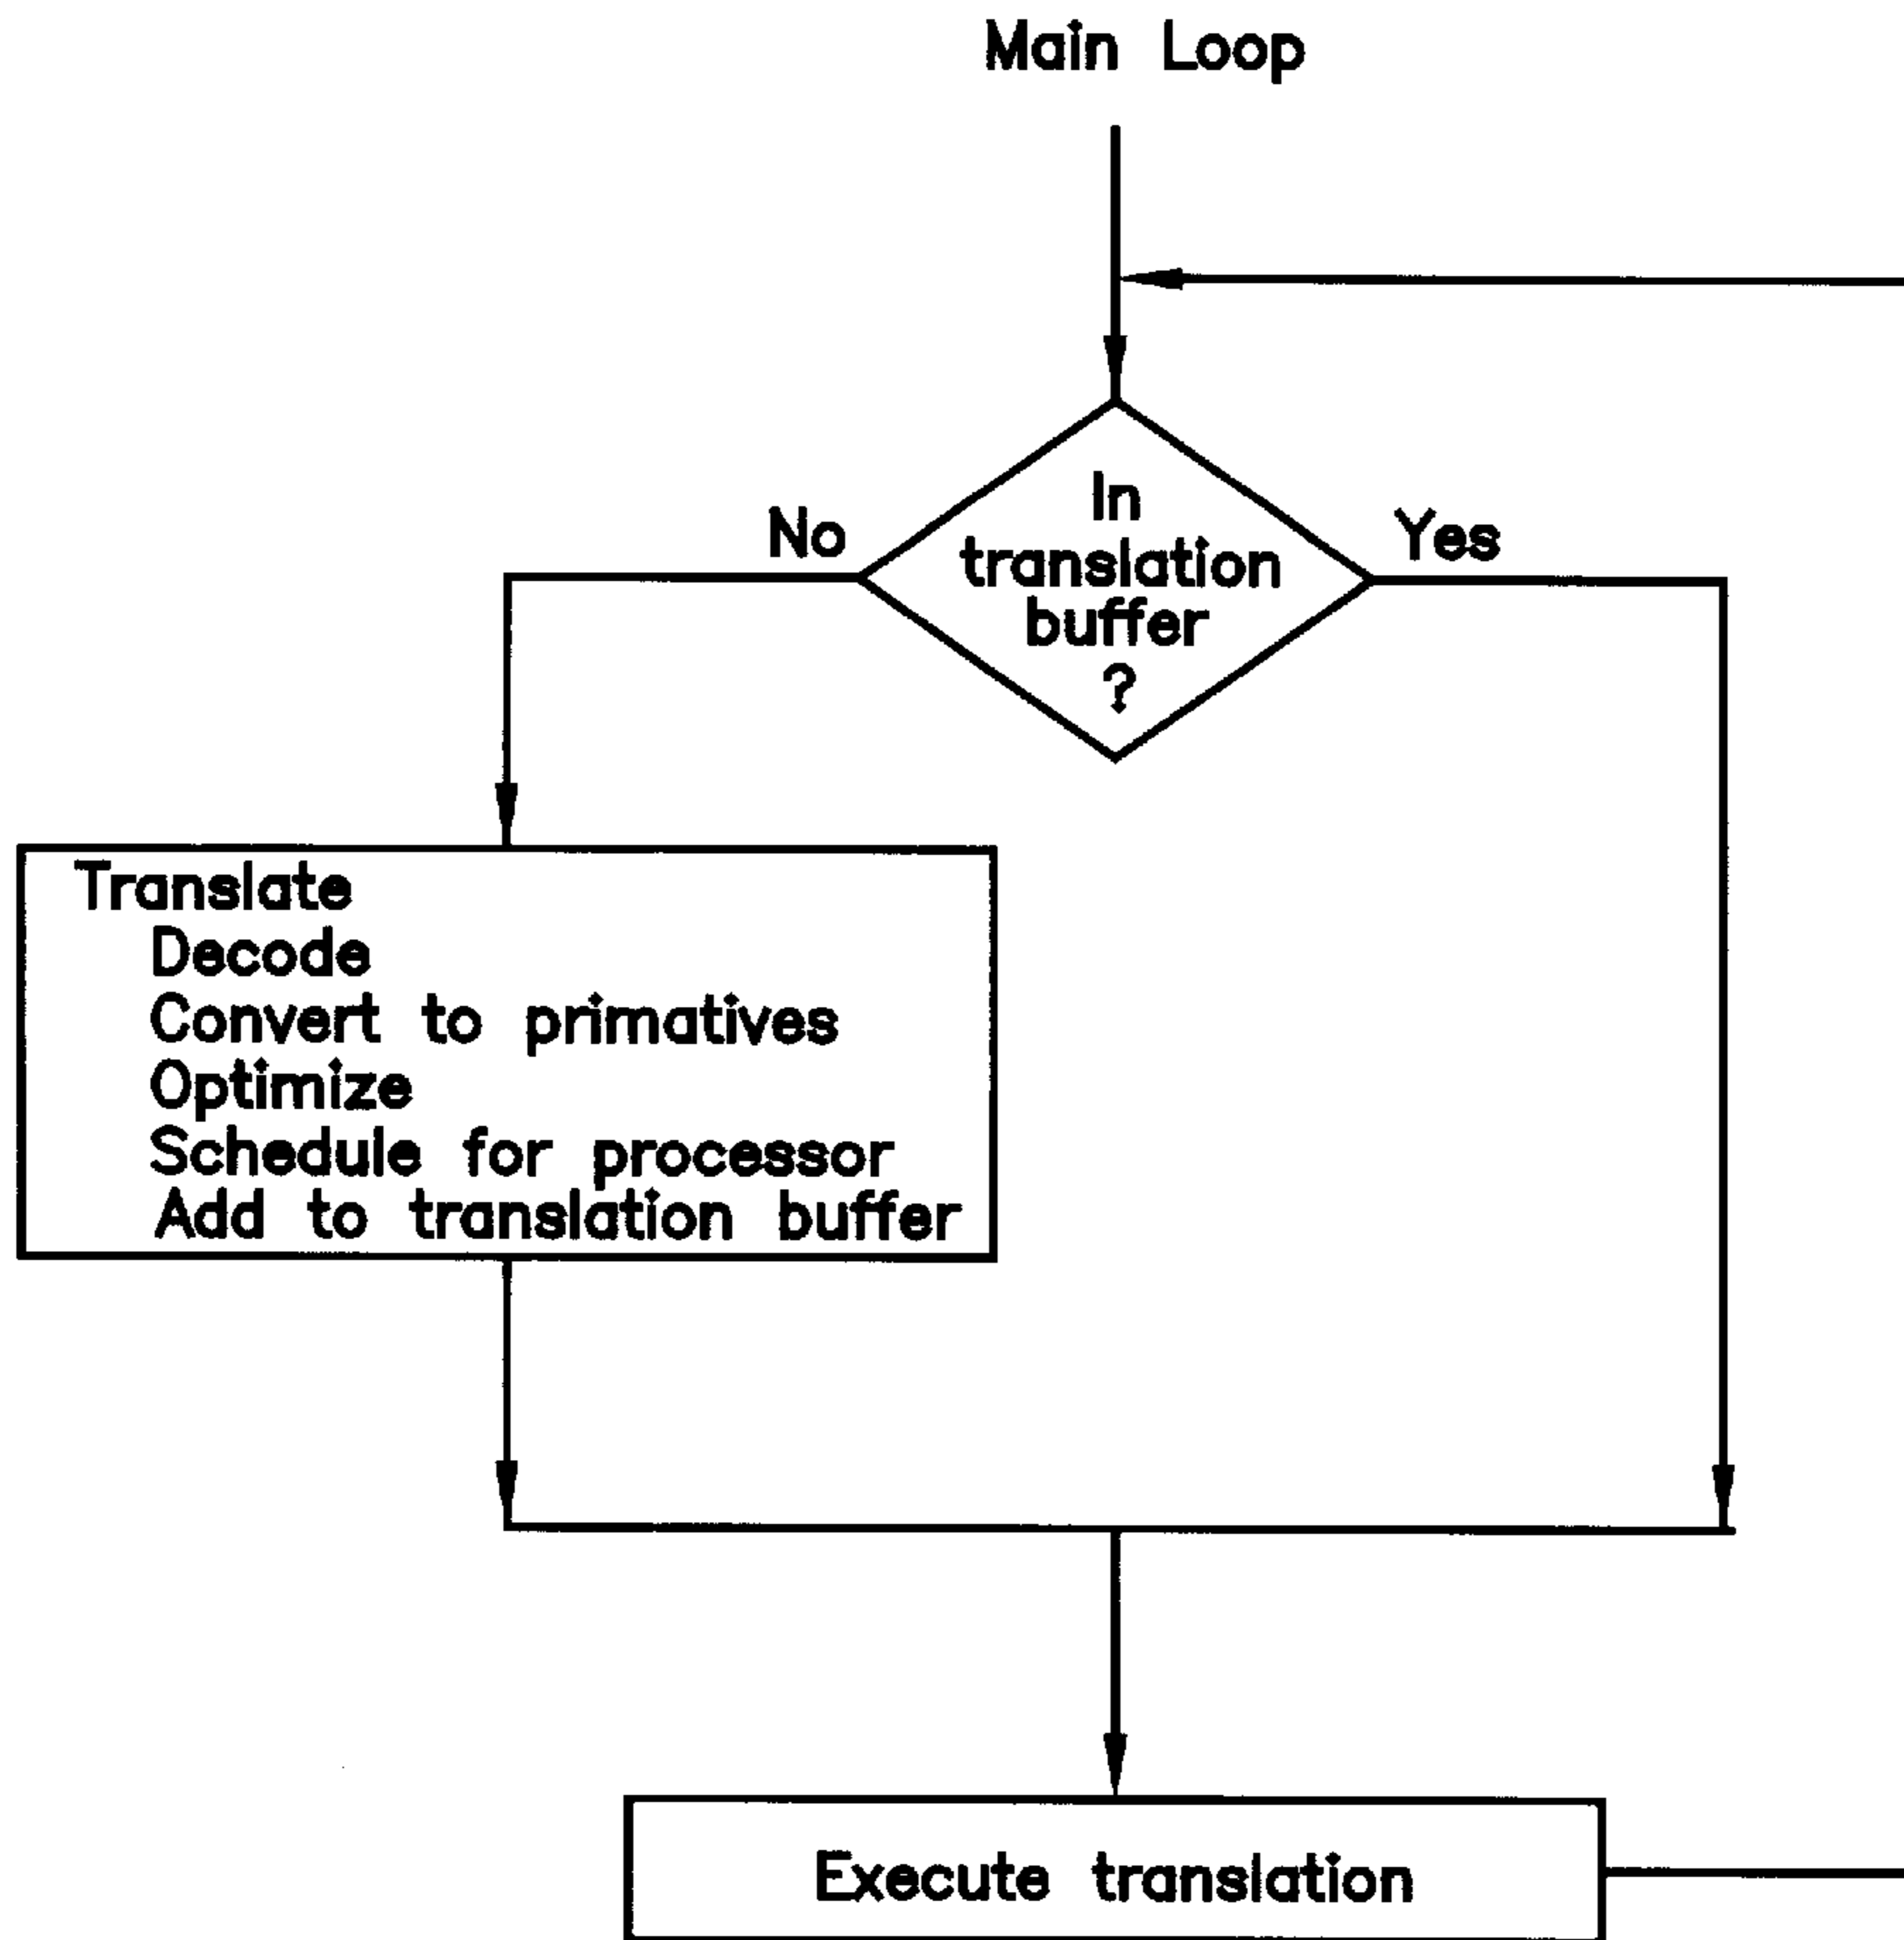 Main Loop
In
translation
buffer
?
No
Yes
Translate
Decode
Convert to primatives
Optimize
Schedule for processor
Add to translation buffer
Execute translation